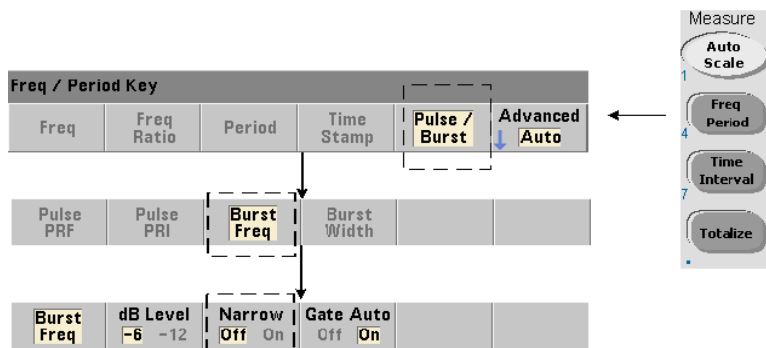 Measure
Auto
Scale
1
Freq
Period
4
Time
Interval
7
Totalize
.
Freq / Period Key
Freq
Freq
Ratio
Period
Time
Stamp
Pulse /
Burst
Advanced
Auto
Pulse
PRF
Pulse
PRI
Burst
Freq
Burst
Width
Burst
Freq
dB Level
-6 -12
Narrow
Off On
Gate Auto
Off On